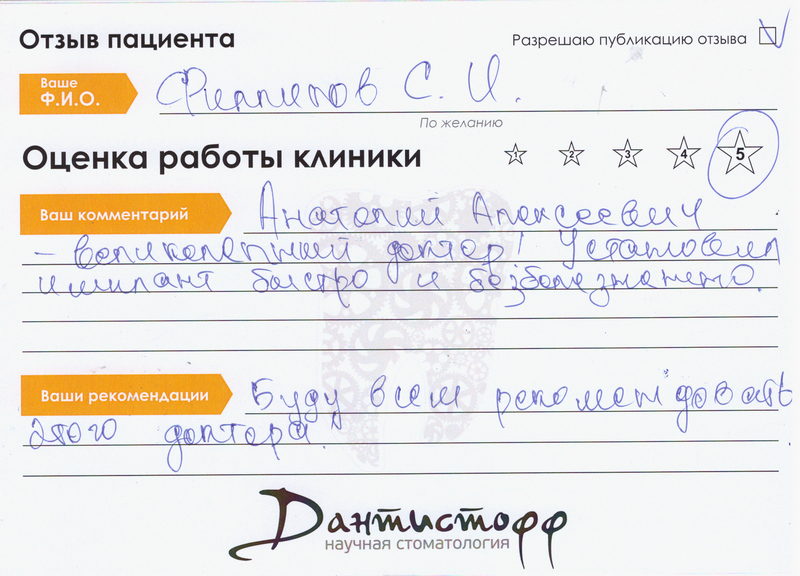 Отзыв пациента
Разрешаю публикацию отзыва
Ваше
Ф.И.О.
Филиппов С. И.
По желанию
Оценка работы клиники
1 2 3 4 5
Ваш комментарий
Анатолий Алексеевич
- великолепный доктор! Установил
имплант быстро и безболезненно.
Ваши рекомендации
Буду всем рекомендовать
этого доктора.
Дантистофф
научная стоматология